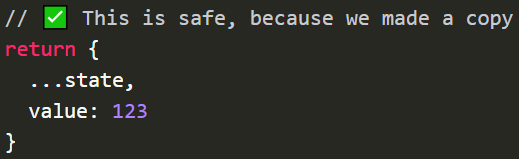 // ✅ This is safe, because we made a copy
return {
  ...state,
  value: 123
}